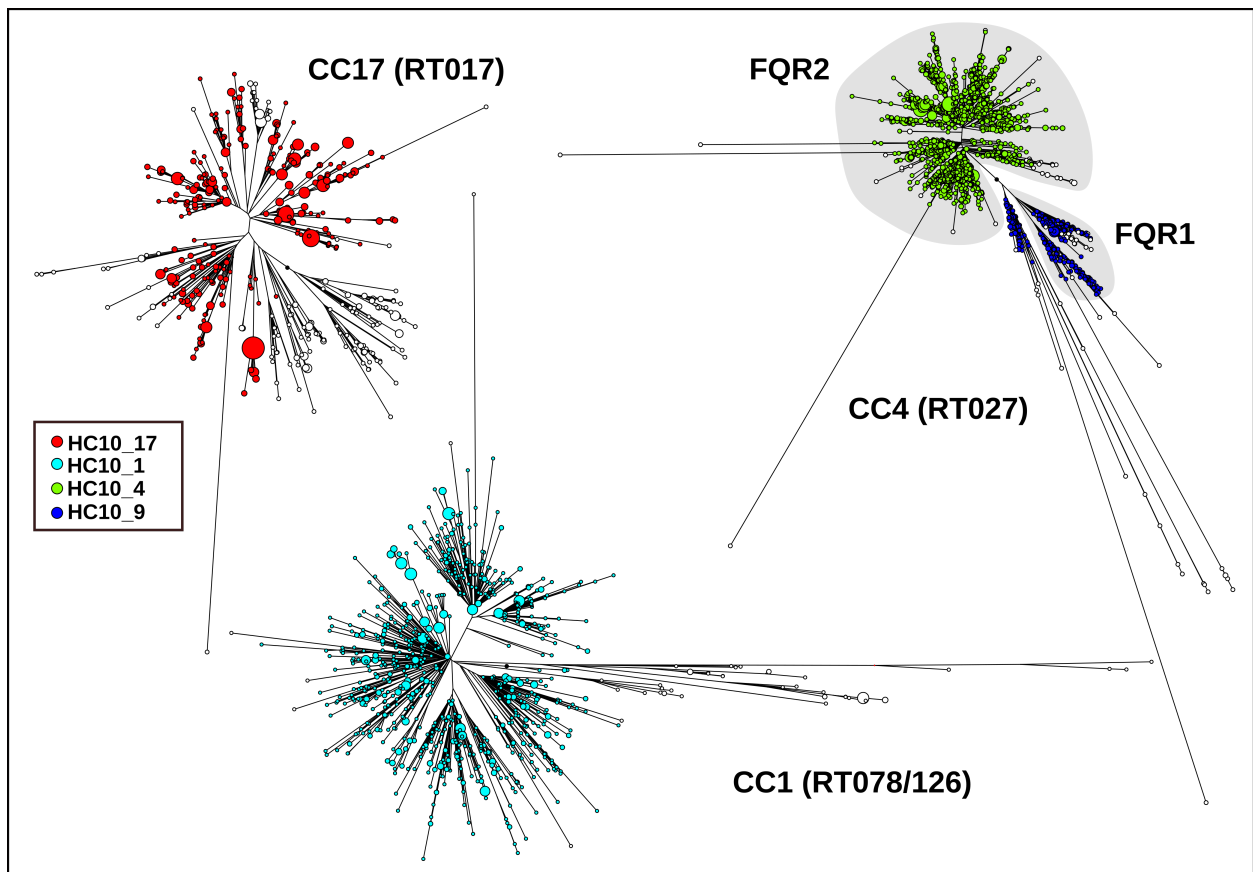 CC17 (RT017)
FQR2
FQR1
CC4 (RT027)
HC10_17
HC10_1
HC10_4
HC10_9
CC1 (RT078/126)